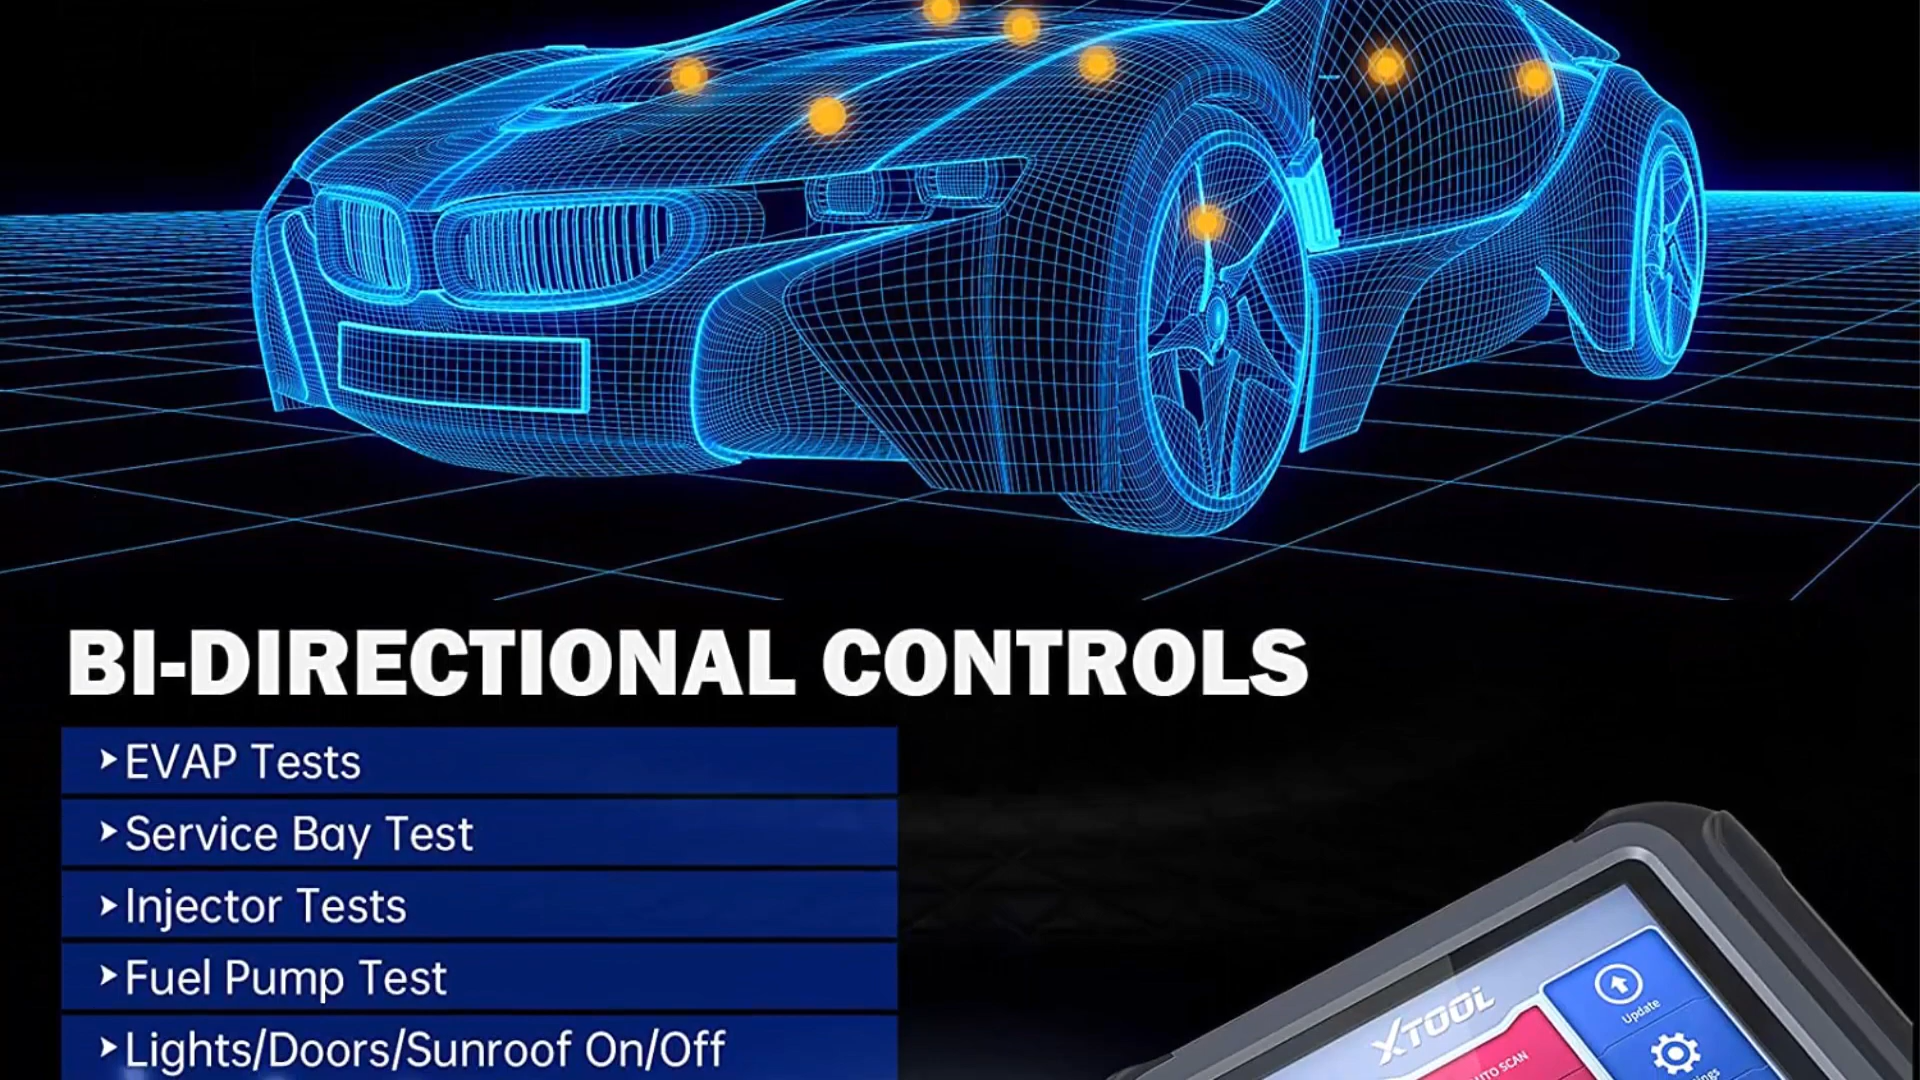 BI-DIRECTIONAL CONTROLS
EVAP Tests
Service Bay Test
Injector Tests
Fuel Pump Test
Lights/Doors/Sunroof On/Off
XTOOL
Update